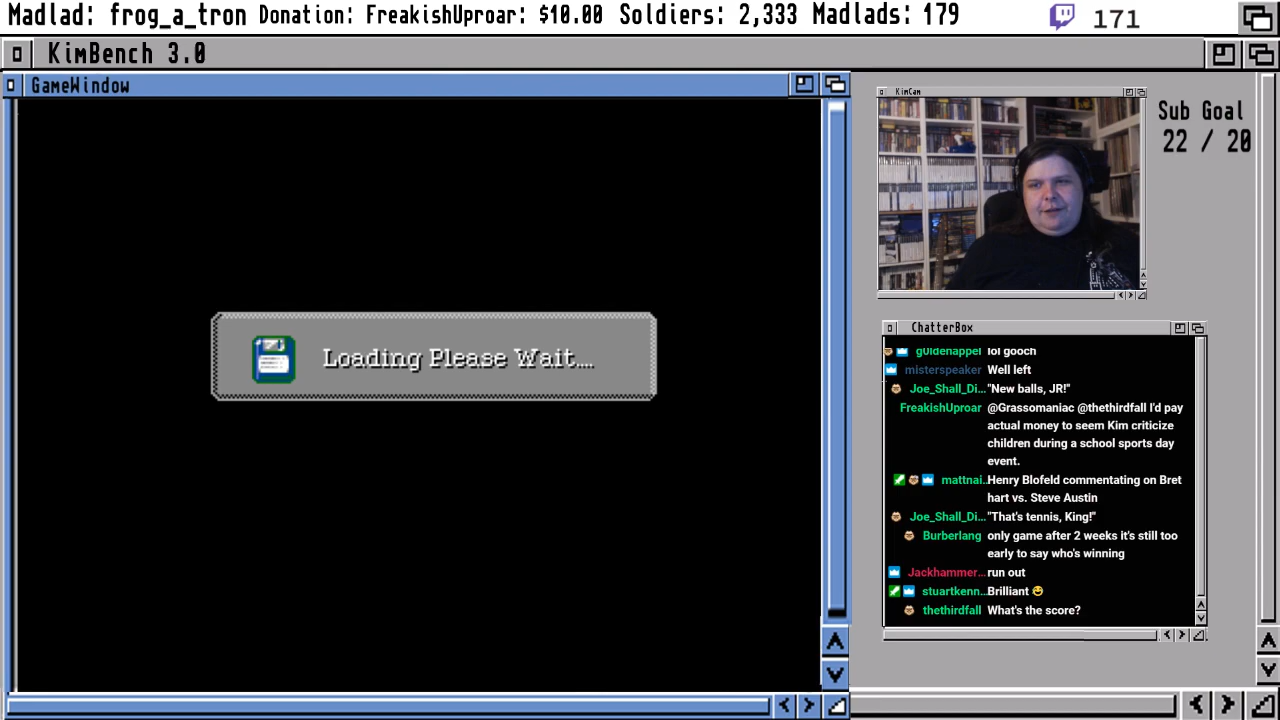 Madlad: frog_a_tron Donation: FreakishUproar: $10.00 Soldiers: 2,333 Madlads: 179 171
KimBench 3.0
GameWindow
KimCam
Sub Goal
22 / 20
Loading Please Wait....
ChatterBox
guldenappel lol gooch
misterspeaker Well left
Joe_Shall_Di... "New balls, JR!"
FreakishUproar @Grassomaniac @thethirdfall I'd pay
actual money to seem Kim criticize
children during a school sports day
event.
mattnai... Henry Blofeld commentating on Bret
hart vs. Steve Austin
Joe_Shall_Di... "That's tennis, King!"
Burberlang only game after 2 weeks it's still too
early to say who's winning
Jackhammer... run out
stuartkenn... Brilliant 😂
thethirdfall What's the score?